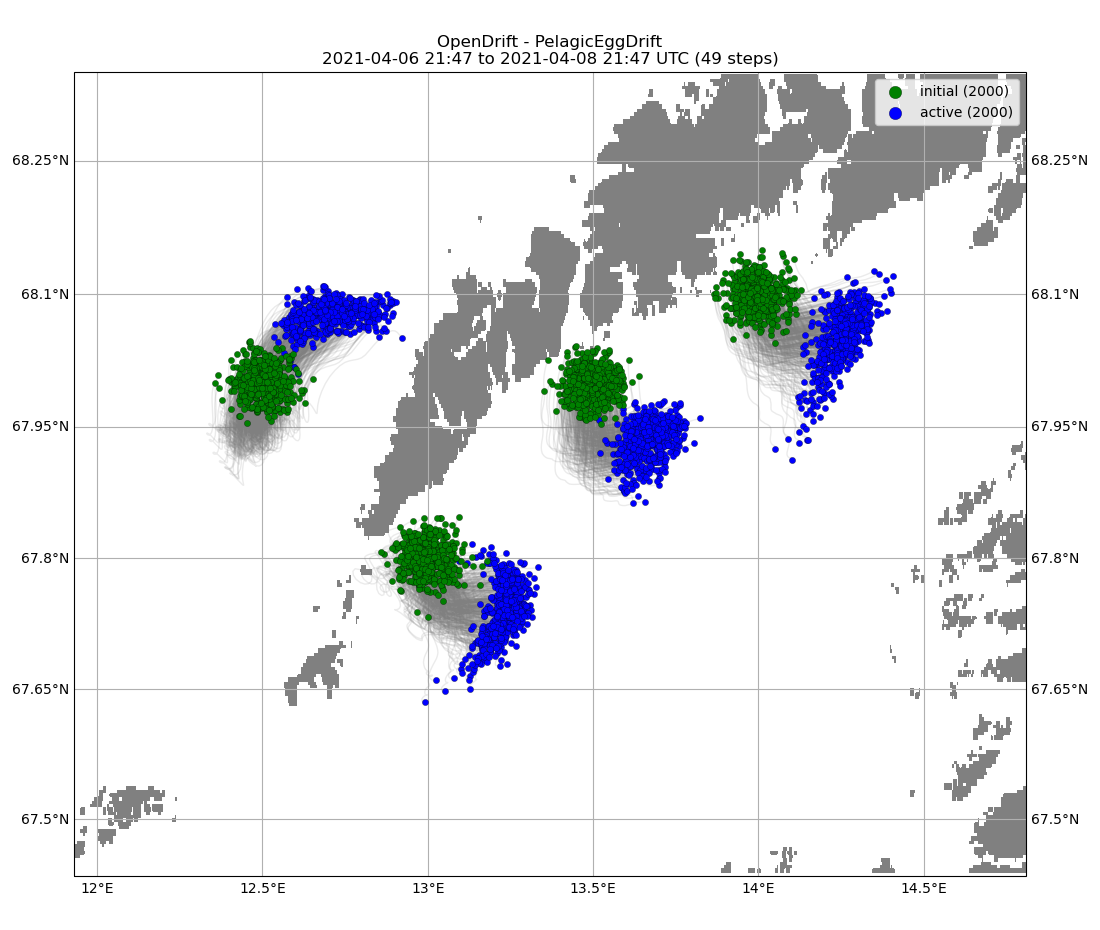 OpenDrift - PelagicEggDrift
2021-04-06 21:47 to 2021-04-08 21:47 UTC (49 steps)
initial (2000)
active (2000)
68.25°N
68.25°N
68.1°N
68.1°N
67.95°N
67.95°N
67.8°N
67.8°N
67.65°N
67.65°N
67.5°N
67.5°N
12°E
12.5°E
13°E
13.5°E
14°E
14.5°E